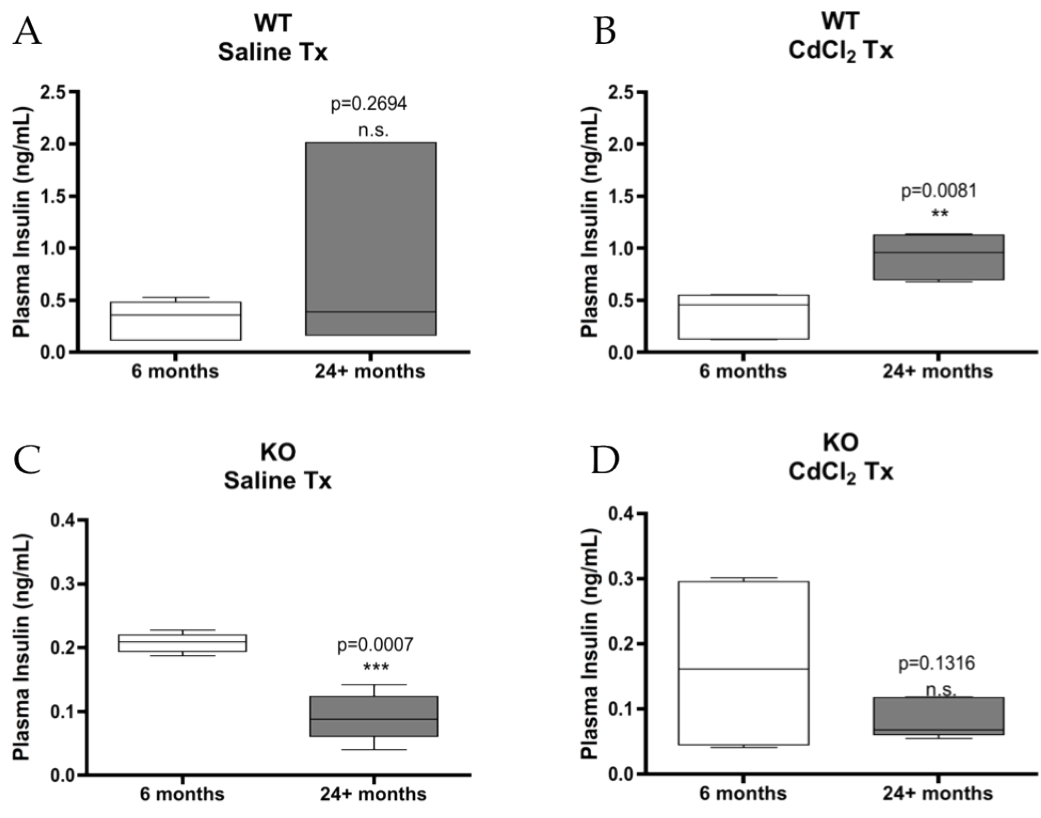 A
WT
Saline Tx
Plasma Insulin (ng/mL)
2.5
2.0
1.5
1.0
0.5
0.0
p=0.2694
n.s.
6 months
24+ months
B
WT
CdCl₂ Tx
Plasma Insulin (ng/mL)
2.5
2.0
1.5
1.0
0.5
0.0
p=0.0081
**
6 months
24+ months
C
KO
Saline Tx
Plasma Insulin (ng/mL)
0.4
0.3
0.2
0.1
0.0
p=0.0007
***
6 months
24+ months
D
KO
CdCl₂ Tx
Plasma Insulin (ng/mL)
0.4
0.3
0.2
0.1
0.0
p=0.1316
n.s.
6 months
24+ months